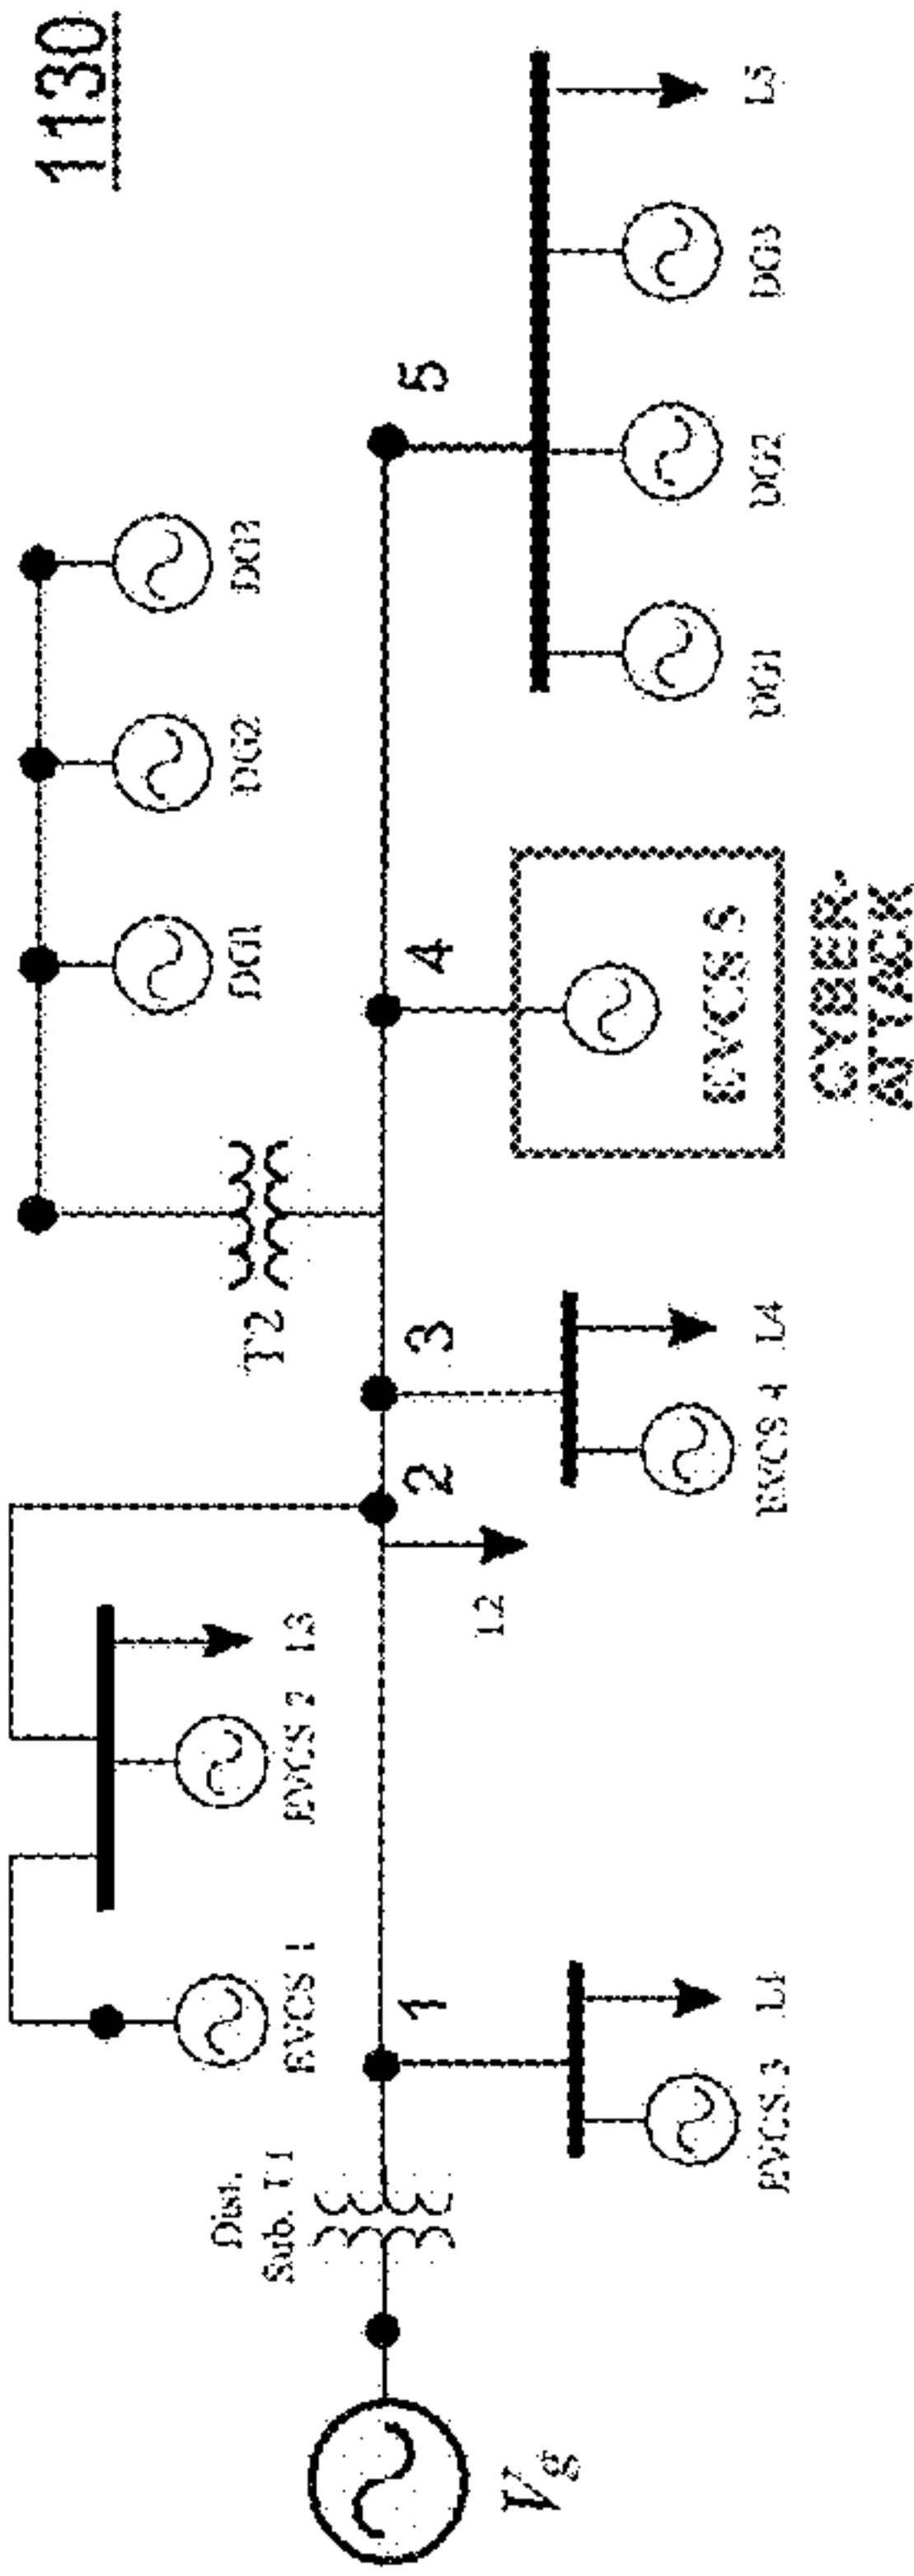 1130
DG1
DG2
DG3
T2
EVCS 1
EVCS 2
L3
Dist.
Sub. T1
1
2
3
4
5
Vg
L2
EVCS 3
L1
EVCS 4
L4
EVCS 5
CYBER-
ATTACK
DG1
DG2
DG3
L5